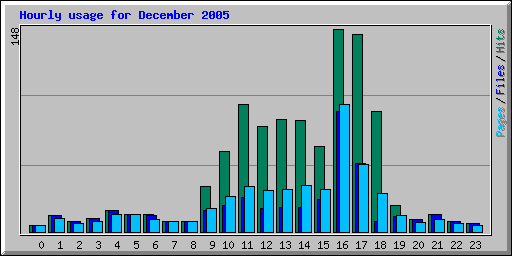 Hourly usage for December 2005
148
Pages/Files/Hits
0 1 2 3 4 5 6 7 8 9 10 11 12 13 14 15 16 17 18 19 20 21 22 23